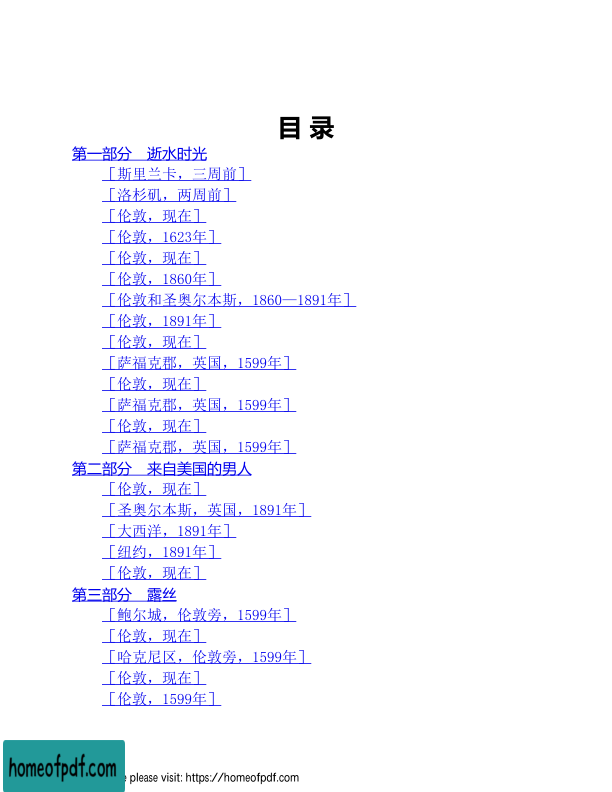 目 录
第一部分　逝水时光
［斯里兰卡，三周前］
［洛杉矶，两周前］
［伦敦，现在］
［伦敦，1623年］
［伦敦，现在］
［伦敦，1860年］
［伦敦和圣奥尔本斯，1860—1891年］
［伦敦，1891年］
［伦敦，现在］
［萨福克郡，英国，1599年］
［伦敦，现在］
［萨福克郡，英国，1599年］
［伦敦，现在］
［萨福克郡，英国，1599年］
第二部分　来自美国的男人
［伦敦，现在］
［圣奥尔本斯，英国，1891年］
［大西洋，1891年］
［纽约，1891年］
［伦敦，现在］
第三部分　露丝
［鲍尔城，伦敦旁，1599年］
［伦敦，现在］
［哈克尼区，伦敦旁，1599年］
［伦敦，现在］
［伦敦，1599年］
homeofpdf.com
please visit: https://homeofpdf.com